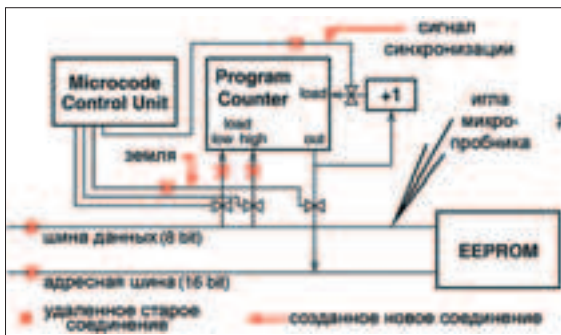 сигнал
синхронизации
Microcode
Control Unit
Program
Counter
load
+1
load
low high
out
земля
игла
микро-
пробника
шина данных (8 bit)
EEPROM
адресная шина (16 bit)
удаленное старое
соединение
созданное новое соединение